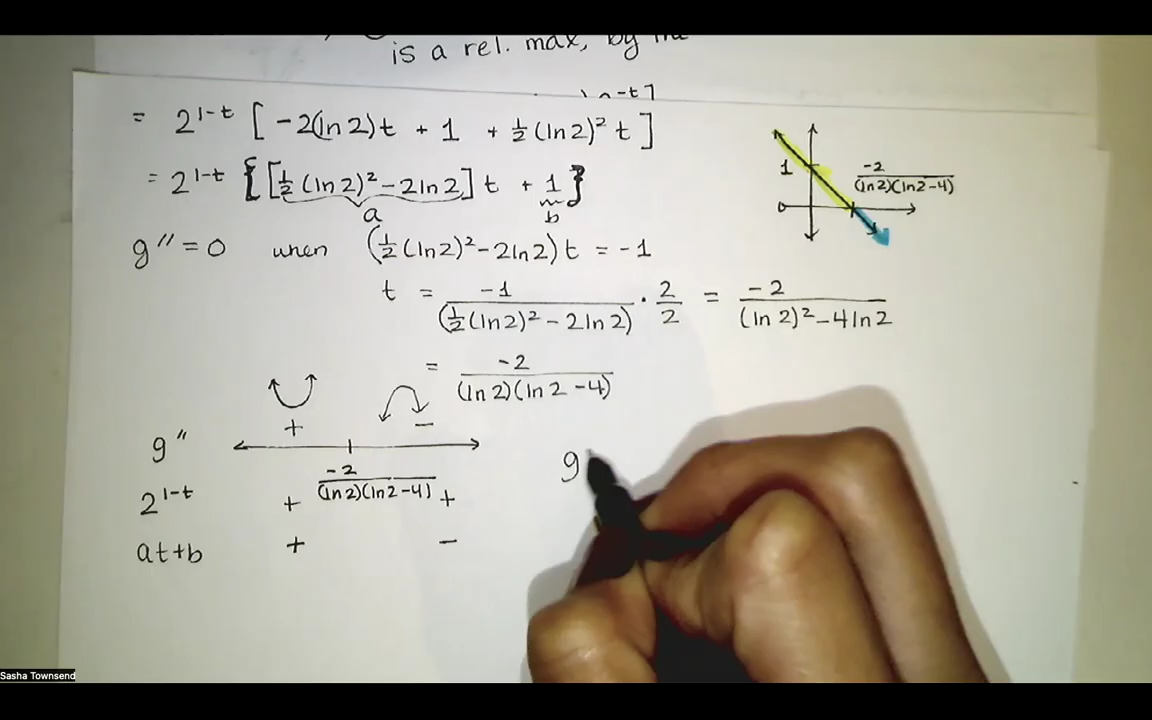 is a rel. max, by the
= 2^{1-t} [ -2(ln 2)t + 1 + ½(ln 2)² t ]
= 2^{1-t} { [½(ln 2)² - 2 ln 2] t + 1 }
a b
1
-2/((ln 2)(ln 2 - 4))
g'' = 0 when (½(ln 2)² - 2 ln 2) t = -1
t = -1/(½(ln 2)² - 2 ln 2) · 2/2 = -2/((ln 2)² - 4 ln 2)
= -2/((ln 2)(ln 2 - 4))
+ -
g''
-2/((ln 2)(ln 2 - 4))
2^{1-t} + +
at+b + -
g
Sasha Townsend